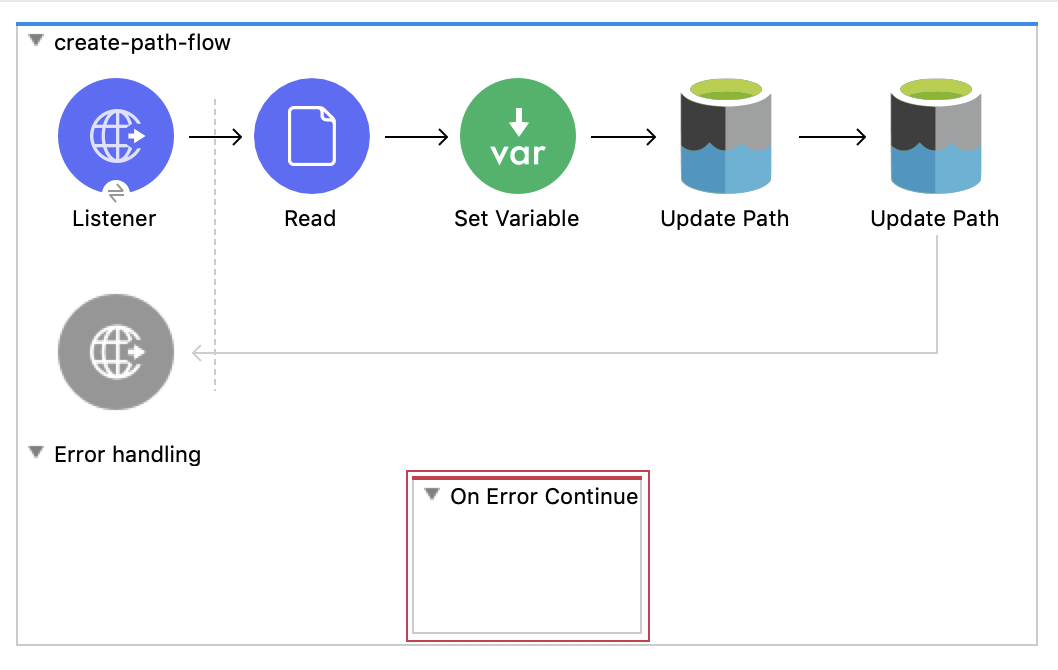 create-path-flow
var
Listener
Read
Set Variable
Update Path
Update Path
Error handling
On Error Continue